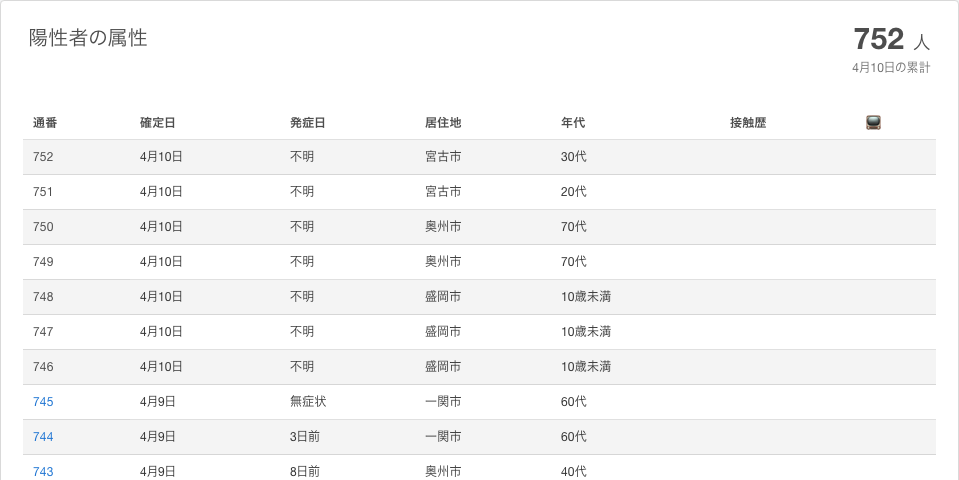 陽性者の属性
752 人
4月10日の累計
通番 確定日 発症日 居住地 年代 接触歴
752 4月10日 不明 宮古市 30代
751 4月10日 不明 宮古市 20代
750 4月10日 不明 奥州市 70代
749 4月10日 不明 奥州市 70代
748 4月10日 不明 盛岡市 10歳未満
747 4月10日 不明 盛岡市 10歳未満
746 4月10日 不明 盛岡市 10歳未満
745 4月9日 無症状 一関市 60代
744 4月9日 3日前 一関市 60代
743 4月9日 8日前 奥州市 40代